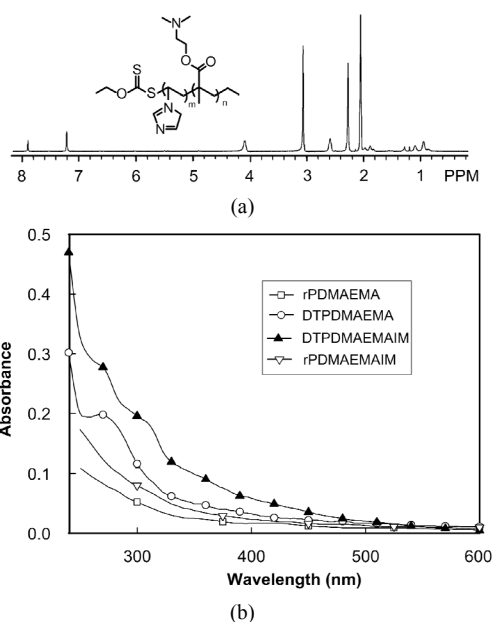 N
O
O
S
O
S
m
n
N
N
8 7 6 5 4 3 2 1 PPM
(a)
0.5
0.4
0.3
0.2
0.1
0.0
Absorbance
rPDMAEMA
DTPDMAEMA
DTPDMAEMAIM
rPDMAEMAIM
300 400 500 600
Wavelength (nm)
(b)